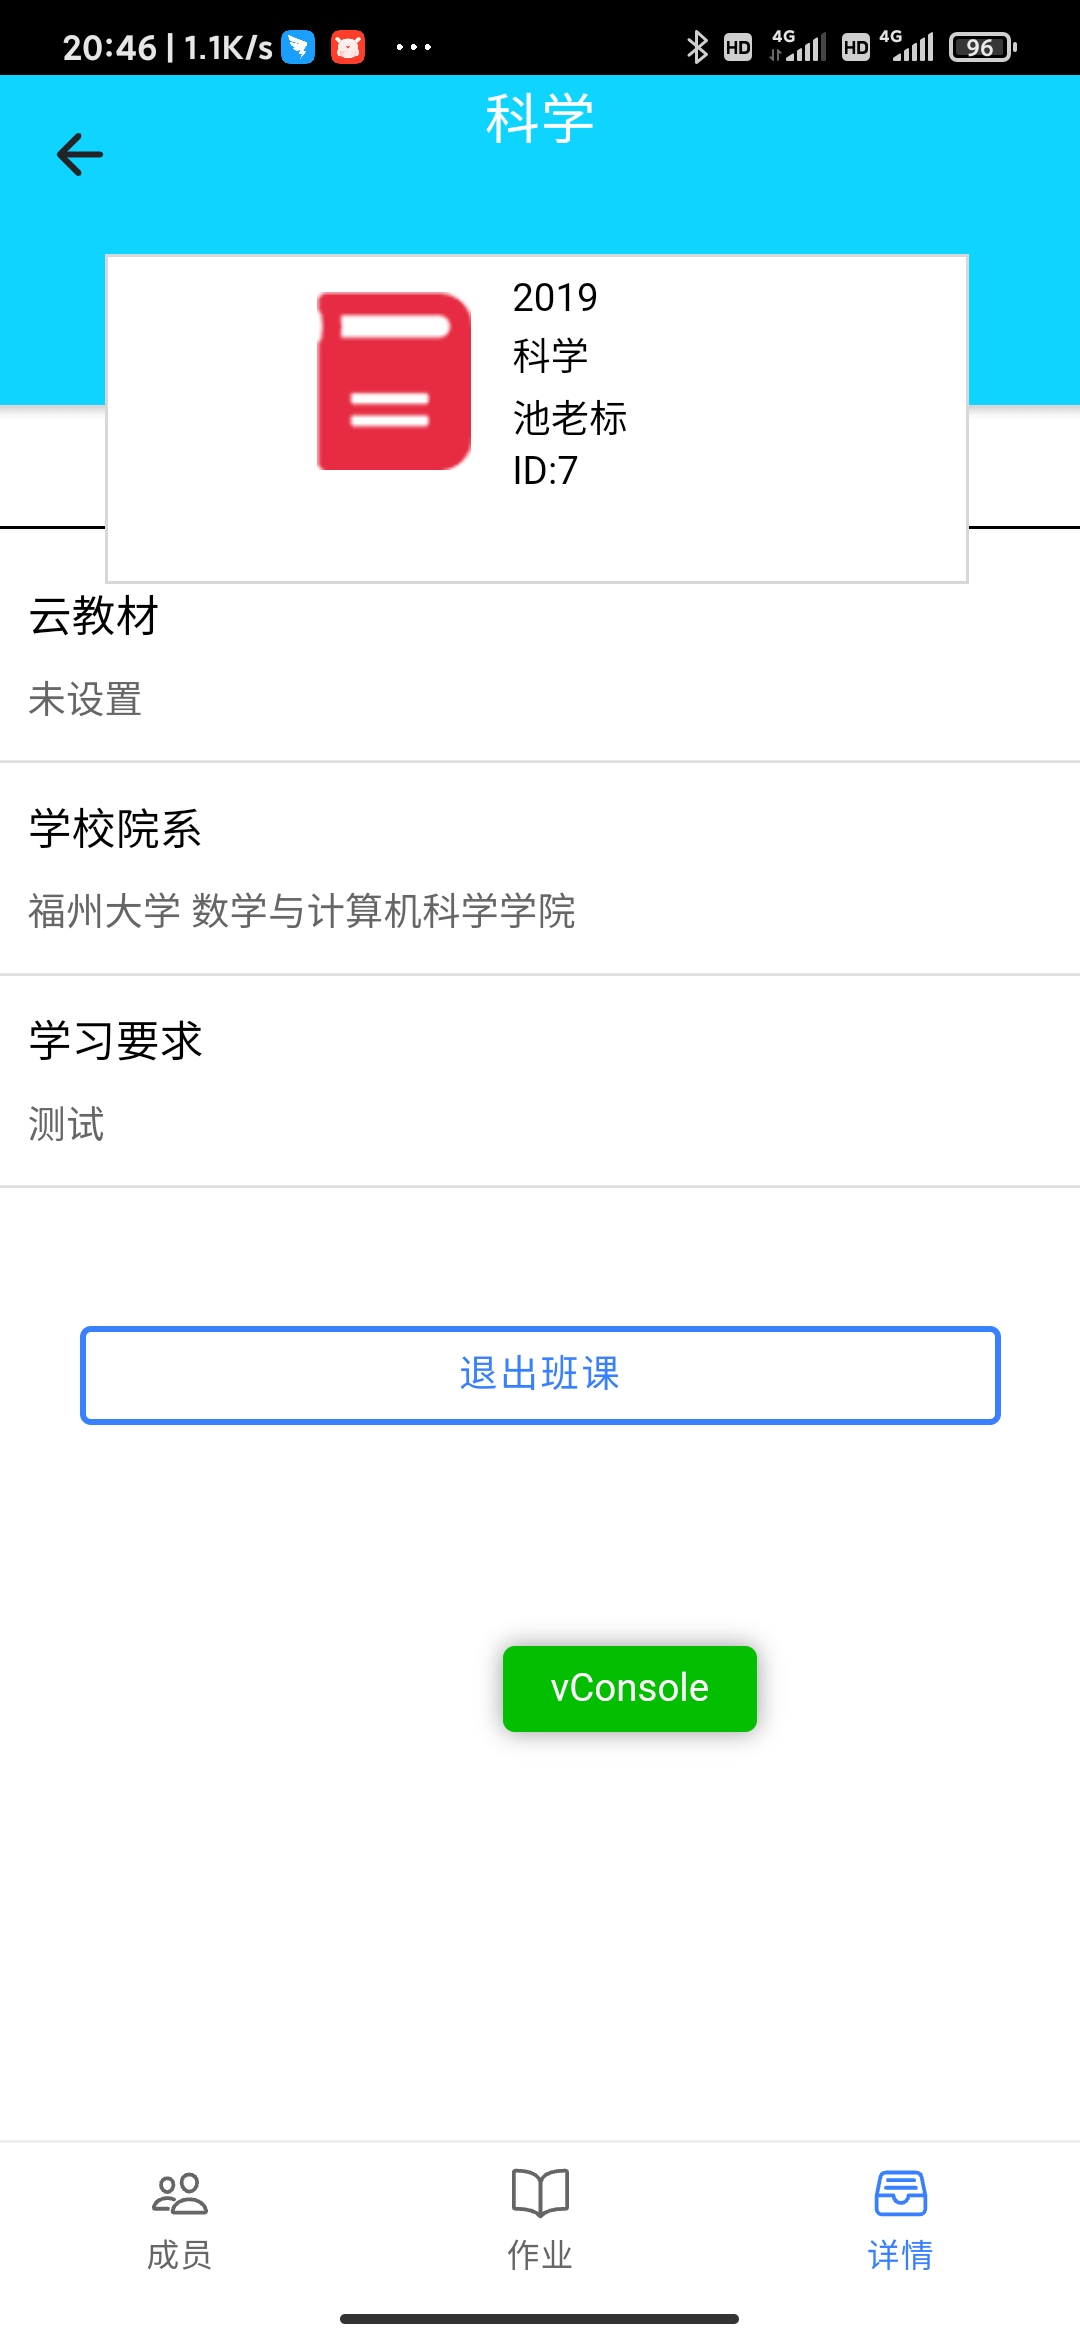 20:46 | 1.1K/s ... HD 4G HD 4G 96
科学
2019
科学
池老标
ID:7
云教材
未设置
学校院系
福州大学 数学与计算机科学学院
学习要求
测试
退出班课
vConsole
成员 作业 详情